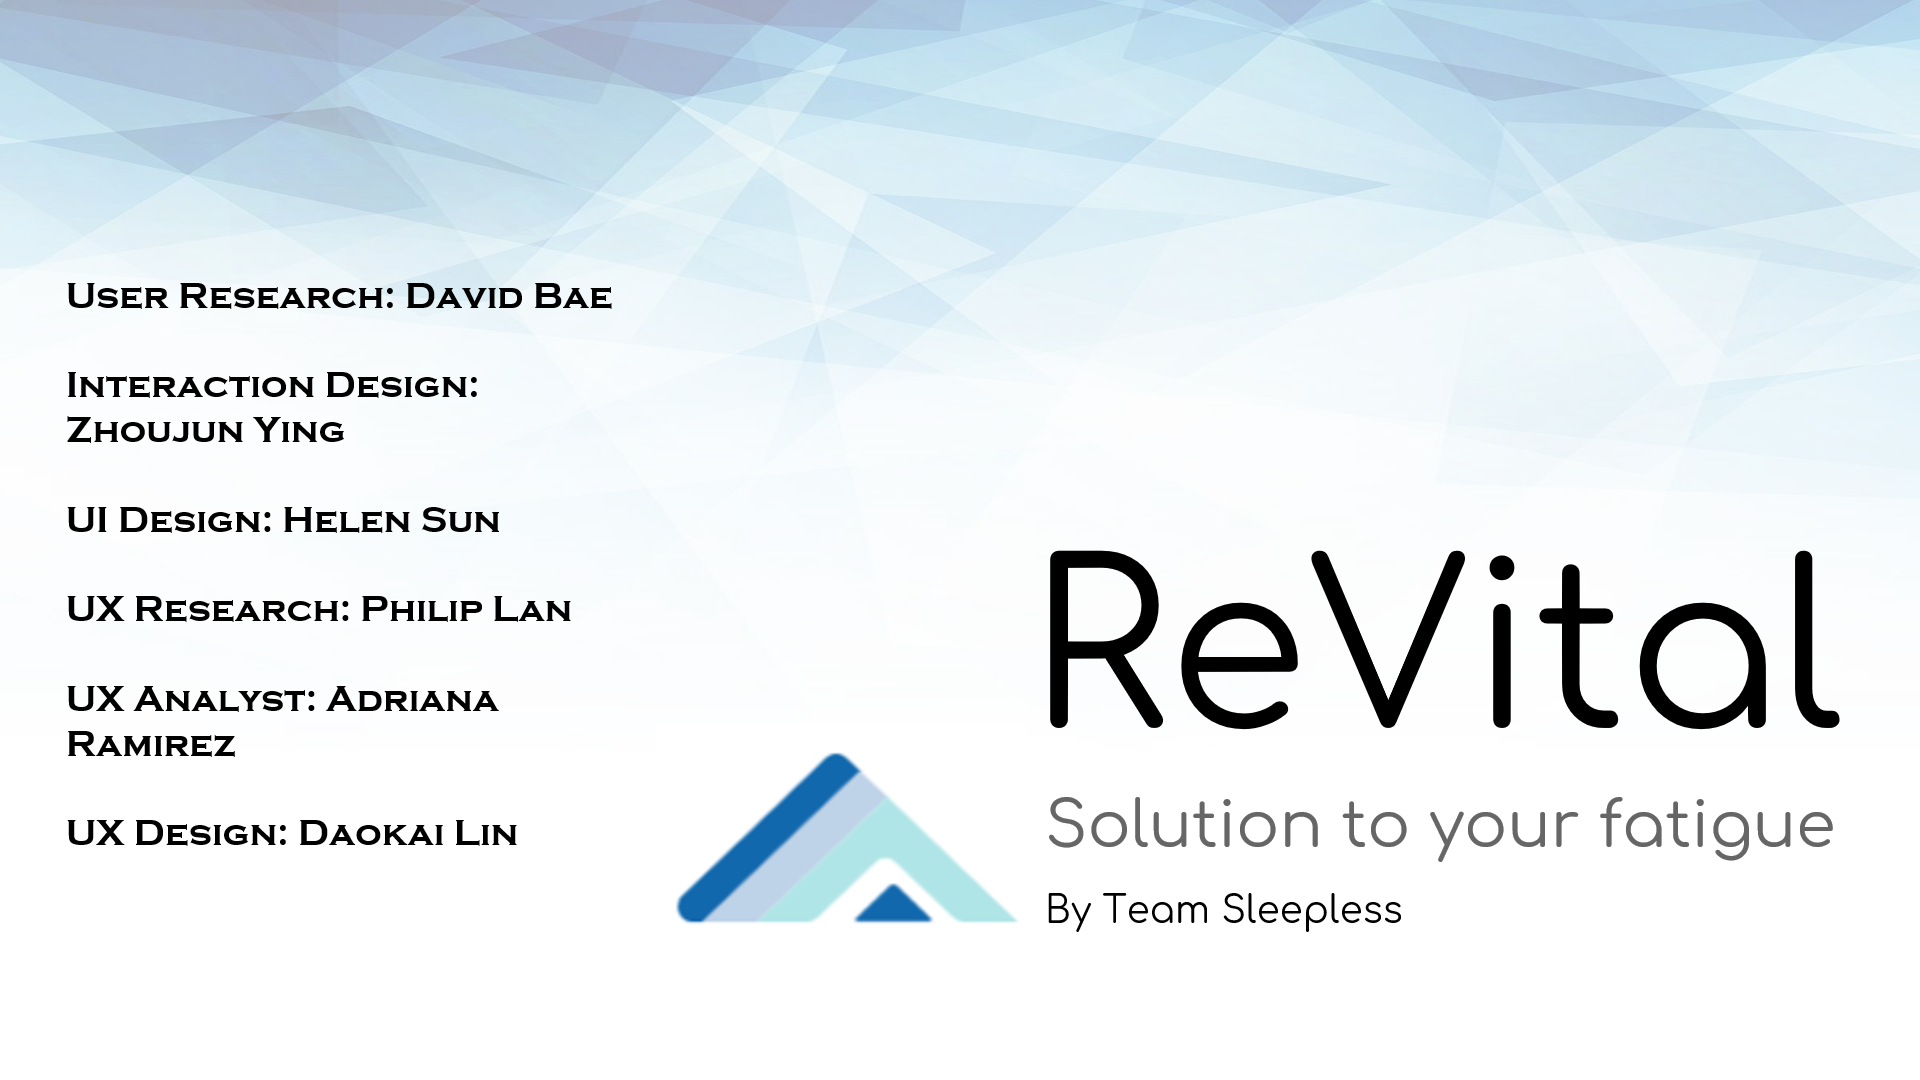 User Research: David Bae
Interaction Design:
Zhoujun Ying
UI Design: Helen Sun
UX Research: Philip Lan
UX Analyst: Adriana
Ramirez
UX Design: Daokai Lin
ReVital
Solution to your fatigue
By Team Sleepless